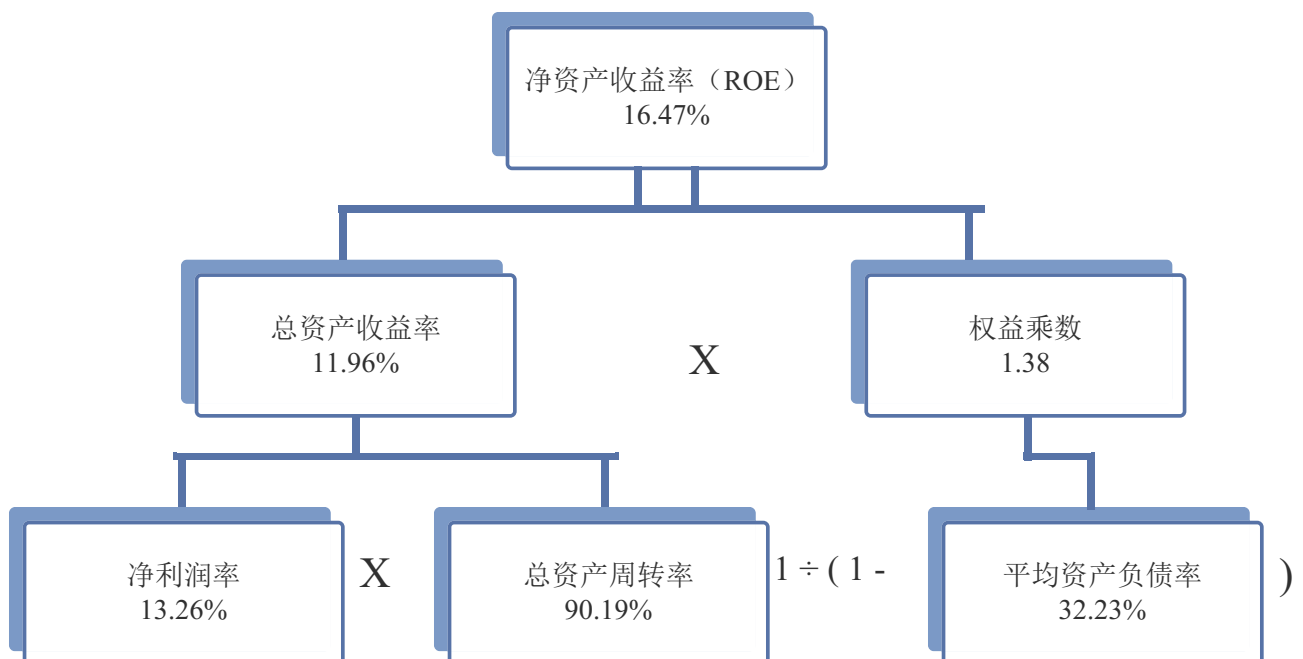 净资产收益率（ROE）
16.47%
总资产收益率
11.96%
X
权益乘数
1.38
净利润率
13.26%
X
总资产周转率
90.19%
1 ÷ ( 1 -
平均资产负债率
32.23%
)